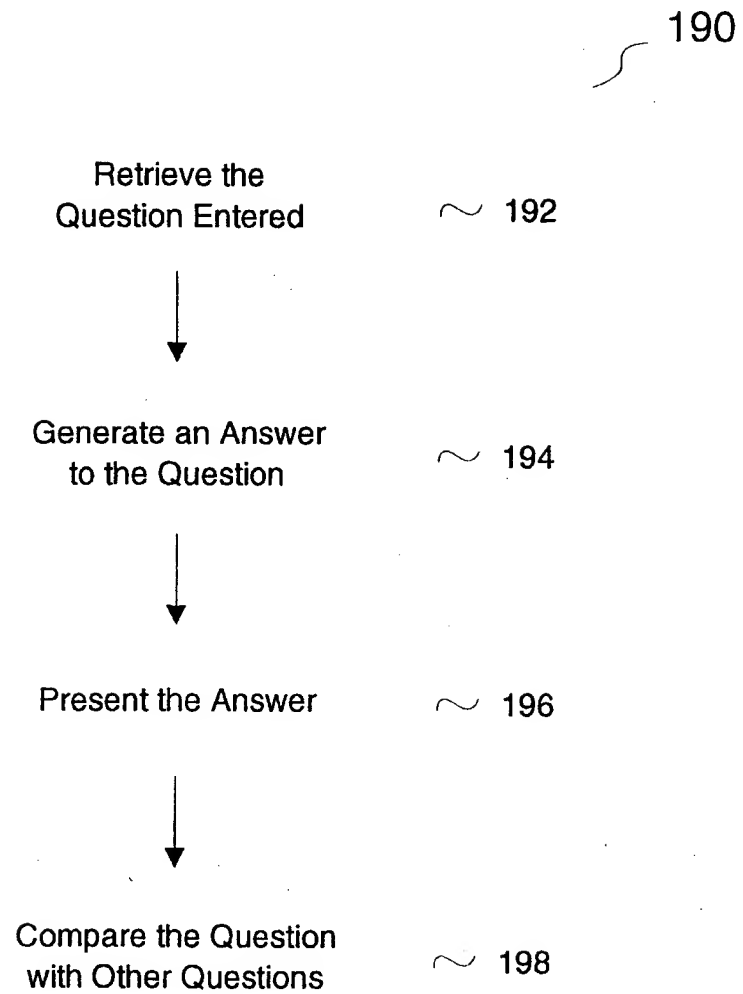 190
Retrieve the
Question Entered
192
Generate an Answer
to the Question
194
Present the Answer
196
Compare the Question
with Other Questions
198